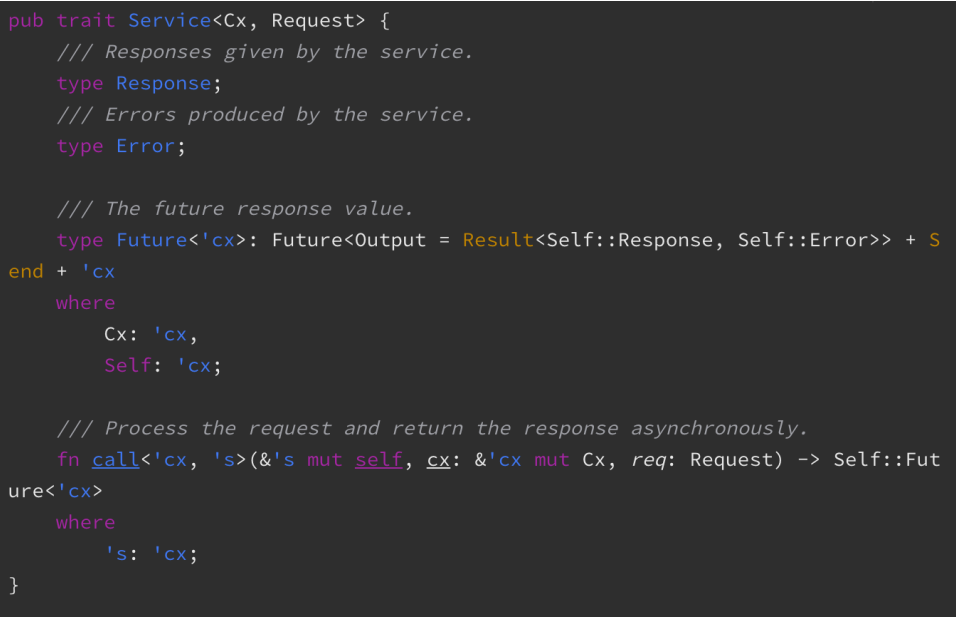 pub trait Service<Cx, Request> {
    /// Responses given by the service.
    type Response;
    /// Errors produced by the service.
    type Error;

    /// The future response value.
    type Future<'cx>: Future<Output = Result<Self::Response, Self::Error>> + S
end + 'cx
    where
        Cx: 'cx,
        Self: 'cx;

    /// Process the request and return the response asynchronously.
    fn call<'cx, 's>(&'s mut self, cx: &'cx mut Cx, req: Request) -> Self::Fut
ure<'cx>
    where
        's: 'cx;
}